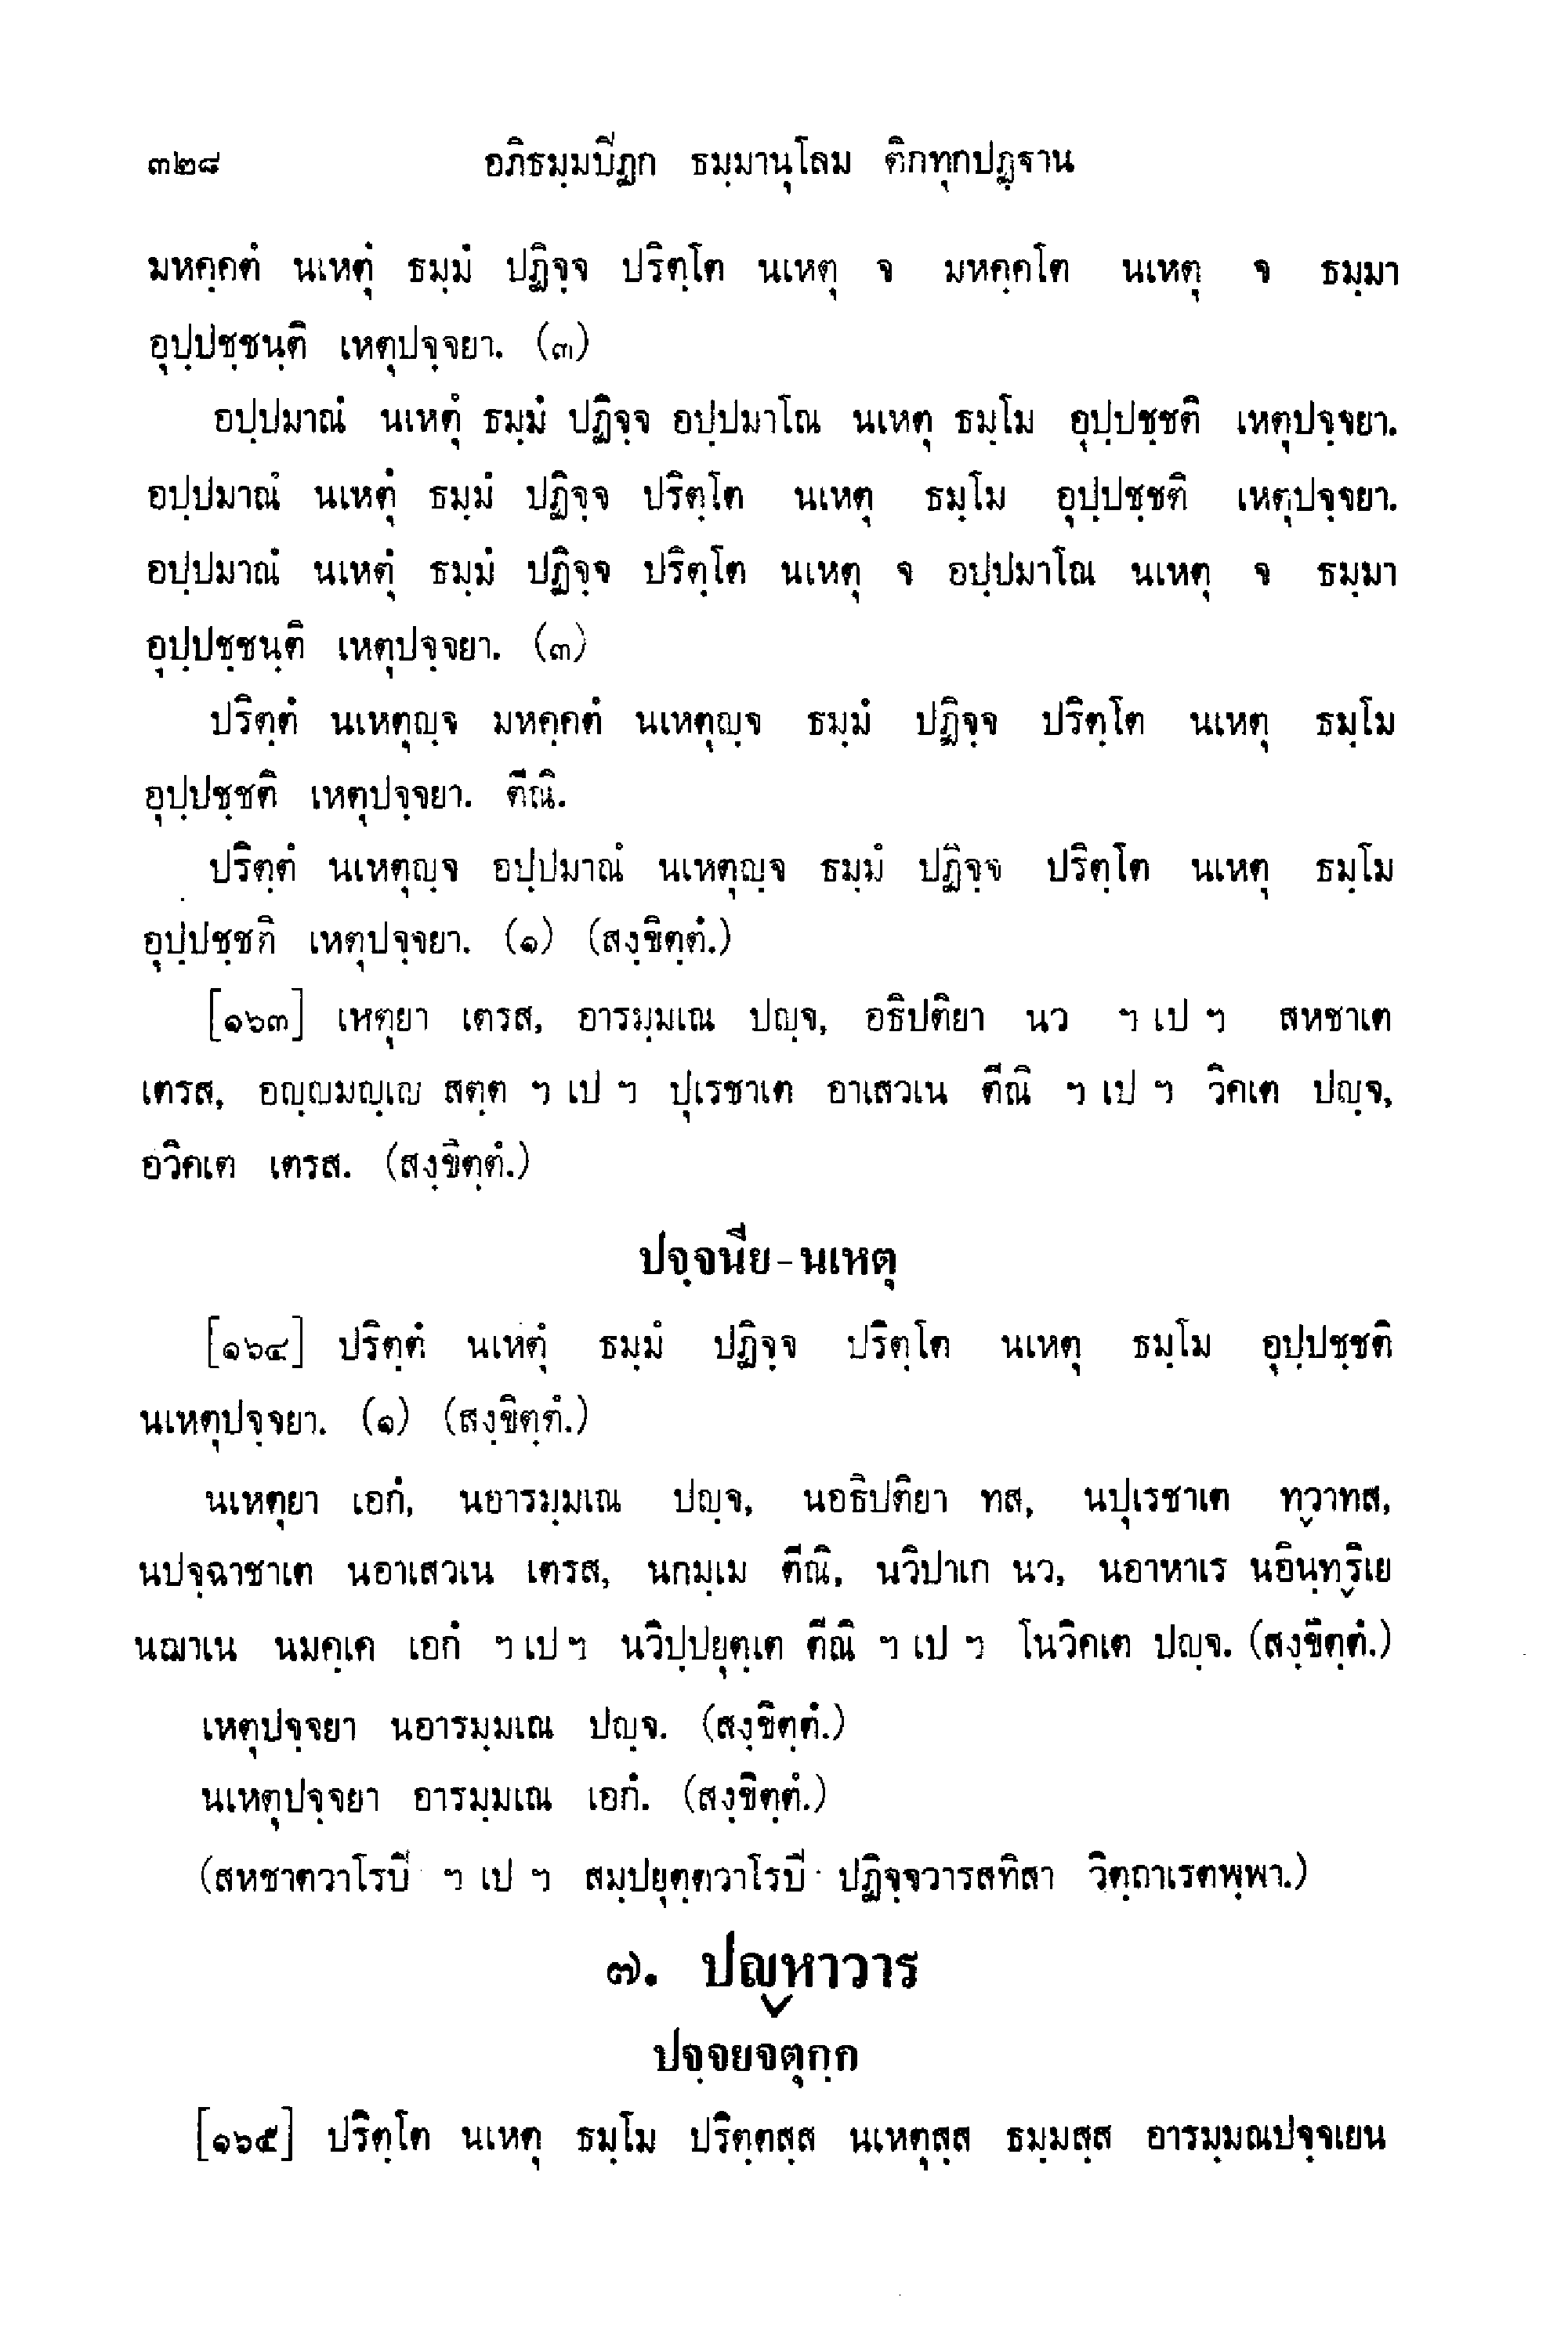 ๓๒๘ อภิธมฺมปิฏก ธมฺมานุโลม ติกทุกปฏฺฐาน
มหคฺคตํ นเหตุํ ธมฺมํ ปฏิจฺจ ปริตฺโต นเหตุ จ มหคฺคโต นเหตุ จ ธมฺมา
อุปฺปชฺชนฺติ เหตุปจฺจยา. (๓)
อปฺปมาณํ นเหตุํ ธมฺมํ ปฏิจฺจ อปฺปมาโณ นเหตุ ธมฺโม อุปฺปชฺชติ เหตุปจฺจยา.
อปฺปมาณํ นเหตุํ ธมฺมํ ปฏิจฺจ ปริตฺโต นเหตุ ธมฺโม อุปฺปชฺชติ เหตุปจฺจยา.
อปฺปมาณํ นเหตุํ ธมฺมํ ปฏิจฺจ ปริตฺโต นเหตุ จ อปฺปมาโณ นเหตุ จ ธมฺมา
อุปฺปชฺชนฺติ เหตุปจฺจยา. (๓)
ปริตฺตํ นเหตุญฺจ มหคฺคตํ นเหตุญฺจ ธมฺมํ ปฏิจฺจ ปริตฺโต นเหตุ ธมฺโม
อุปฺปชฺชติ เหตุปจฺจยา. ตีณิ.
ปริตฺตํ นเหตุญฺจ อปฺปมาณํ นเหตุญฺจ ธมฺมํ ปฏิจฺจ ปริตฺโต นเหตุ ธมฺโม
อุปฺปชฺชติ เหตุปจฺจยา. (๑) (สงฺขิตฺตํ.)
[๑๖๓] เหตุยา เตรส, อารมฺมเณ ปญฺจ, อธิปติยา นว ฯ เป ฯ สหชาเต
เตรส, อญฺญมญฺเญ สตฺต ฯ เป ฯ ปุเรชาเต อาเสวเน ตีณิ ฯ เป ฯ วิคเต ปญฺจ,
อวิคเต เตรส. (สงฺขิตฺตํ.)
ปจฺจนีย-นเหตุ
[๑๖๔] ปริตฺตํ นเหตุํ ธมฺมํ ปฏิจฺจ ปริตฺโต นเหตุ ธมฺโม อุปฺปชฺชติ
นเหตุปจฺจยา. (๑) (สงฺขิตฺตํ.)
นเหตุยา เอกํ, นอารมฺมเณ ปญฺจ, นอธิปติยา ทส, นปุเรชาเต ทฺวาทส,
นปจฺฉาชาเต นอาเสวเน เตรส, นกมฺเม ตีณิ, นวิปาเก นว, นอาหาเร นอินฺทฺริเย
นฌาเน นมคฺเค เอกํ ฯ เป ฯ นวิปฺปยุตฺเต ตีณิ ฯ เป ฯ โนวิคเต ปญฺจ. (สงฺขิตฺตํ.)
เหตุปจฺจยา นอารมฺมเณ ปญฺจ. (สงฺขิตฺตํ.)
นเหตุปจฺจยา อารมฺมเณ เอกํ. (สงฺขิตฺตํ.)
(สหชาตวาโรปิ ฯ เป ฯ สมฺปยุตฺตวาโรปิ ปฏิจฺจวารสทิสา วิตฺถาเรตพฺพา.)
๗. ปญฺหาวาร
ปจฺจยจตุกฺก
[๑๖๕] ปริตฺโต นเหตุ ธมฺโม ปริตฺตสฺส นเหตุสฺส ธมฺมสฺส อารมฺมณปจฺจเยน